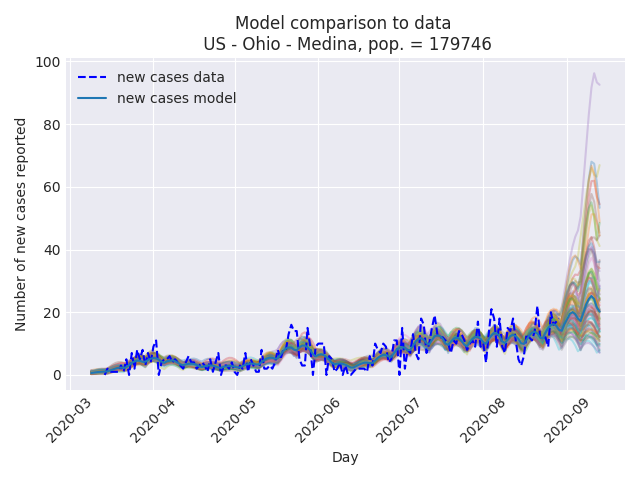 Model comparison to data
US - Ohio - Medina, pop. = 179746
new cases data
new cases model
Number of new cases reported
100
80
60
40
20
0
2020-03
2020-04
2020-05
2020-06
2020-07
2020-08
2020-09
Day